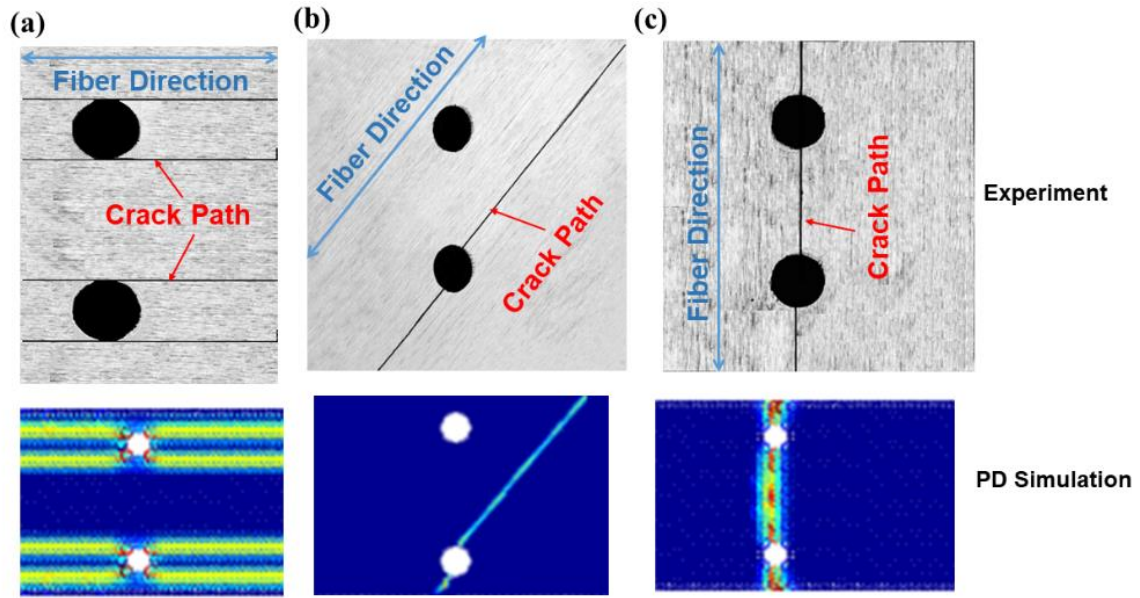 (a)
(b)
(c)
Fiber Direction
Crack Path
Fiber Direction
Crack Path
Fiber Direction
Crack Path
Experiment
PD Simulation